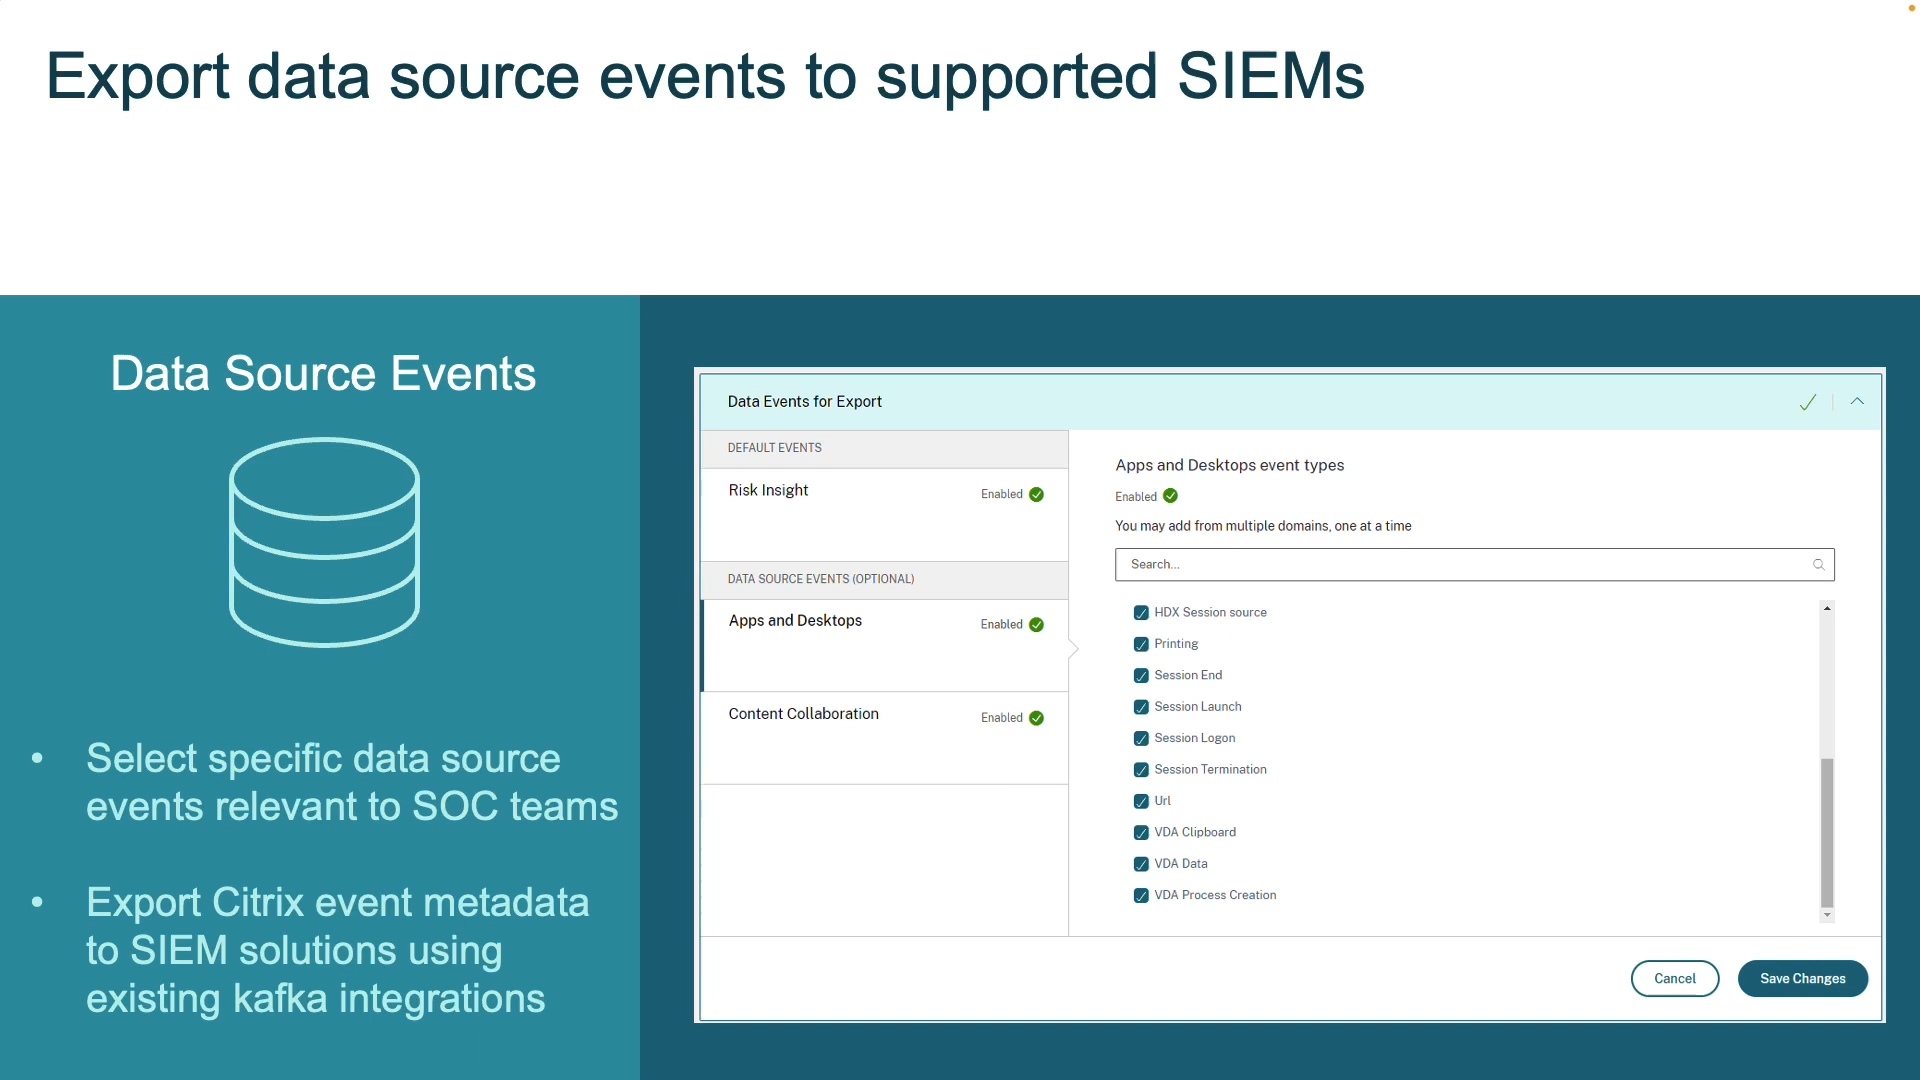 Export data source events to supported SIEMs
Data Source Events
• Select specific data source
events relevant to SOC teams
• Export Citrix event metadata
to SIEM solutions using
existing kafka integrations
Data Events for Export
DEFAULT EVENTS
Risk Insight
Enabled
DATA SOURCE EVENTS (OPTIONAL)
Apps and Desktops
Enabled
Content Collaboration
Enabled
Apps and Desktops event types
Enabled
You may add from multiple domains, one at a time
Search...
HDX Session source
Printing
Session End
Session Launch
Session Logon
Session Termination
Url
VDA Clipboard
VDA Data
VDA Process Creation
Cancel
Save Changes